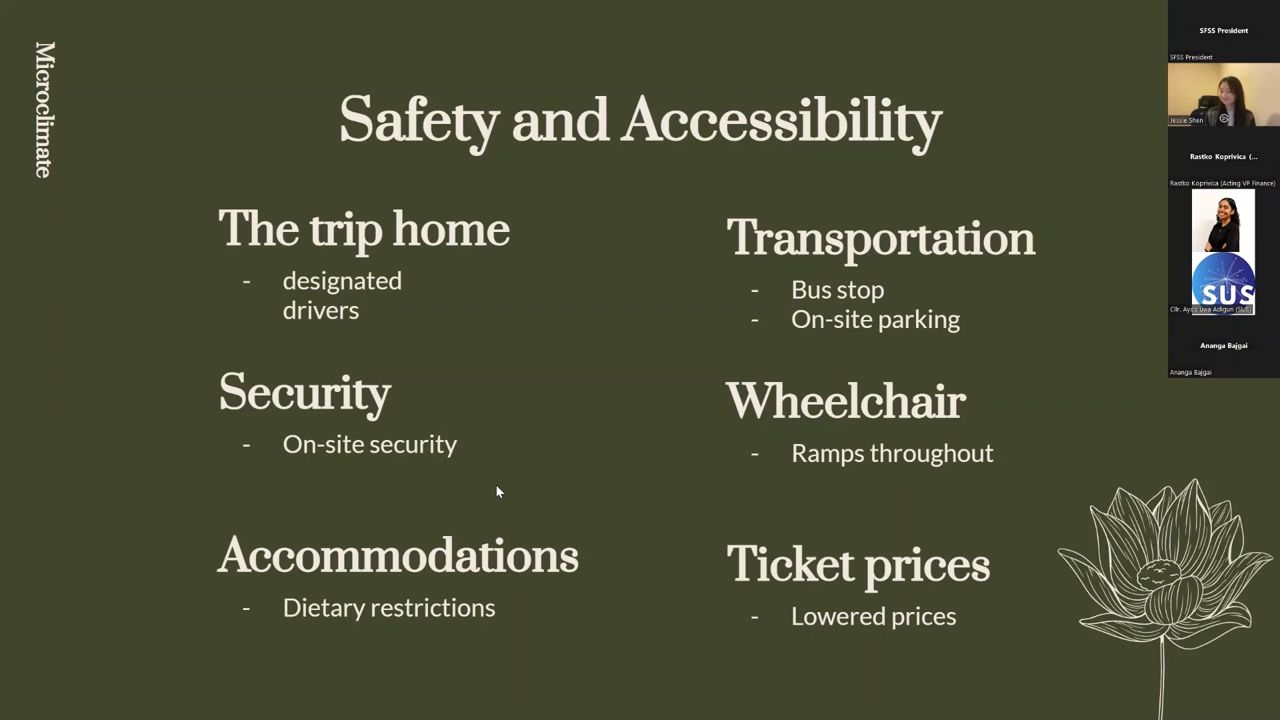 Microclimate
Safety and Accessibility
The trip home
- designated
drivers
Security
- On-site security
Accommodations
- Dietary restrictions
Transportation
- Bus stop
- On-site parking
Wheelchair
- Ramps throughout
Ticket prices
- Lowered prices
SFSS President
SFSS President
Jessie Shen
Rastko Koprivica (...
Rastko Koprivica (Acting VP Finance)
SUS
Ananga Bajgai
Ananga Bajgai